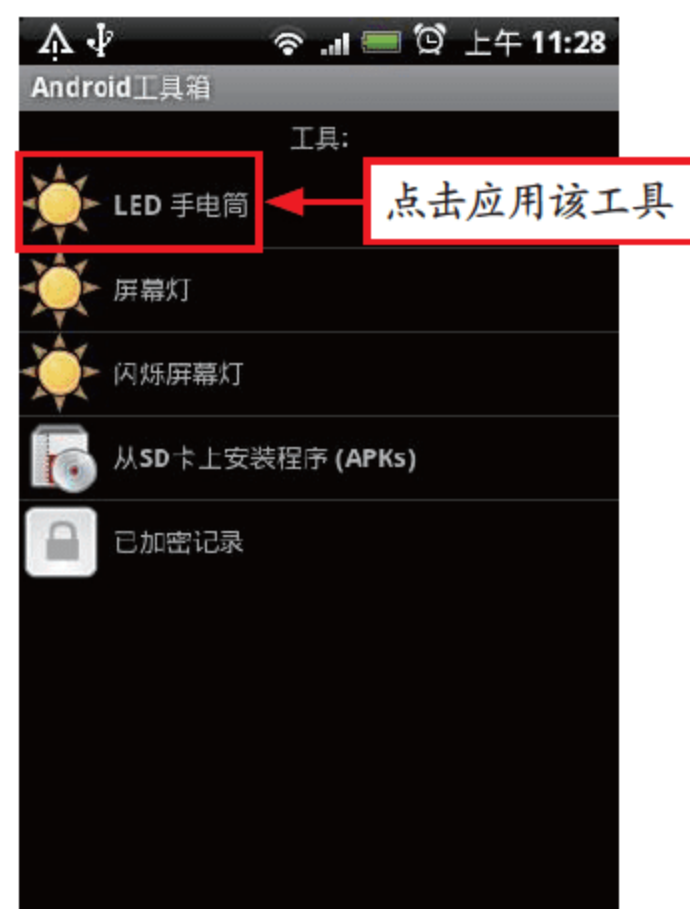 上午 11:28
Android工具箱
工具:
LED 手电筒
点击应用该工具
屏幕灯
闪烁屏幕灯
从SD卡上安装程序 (APKs)
已加密记录